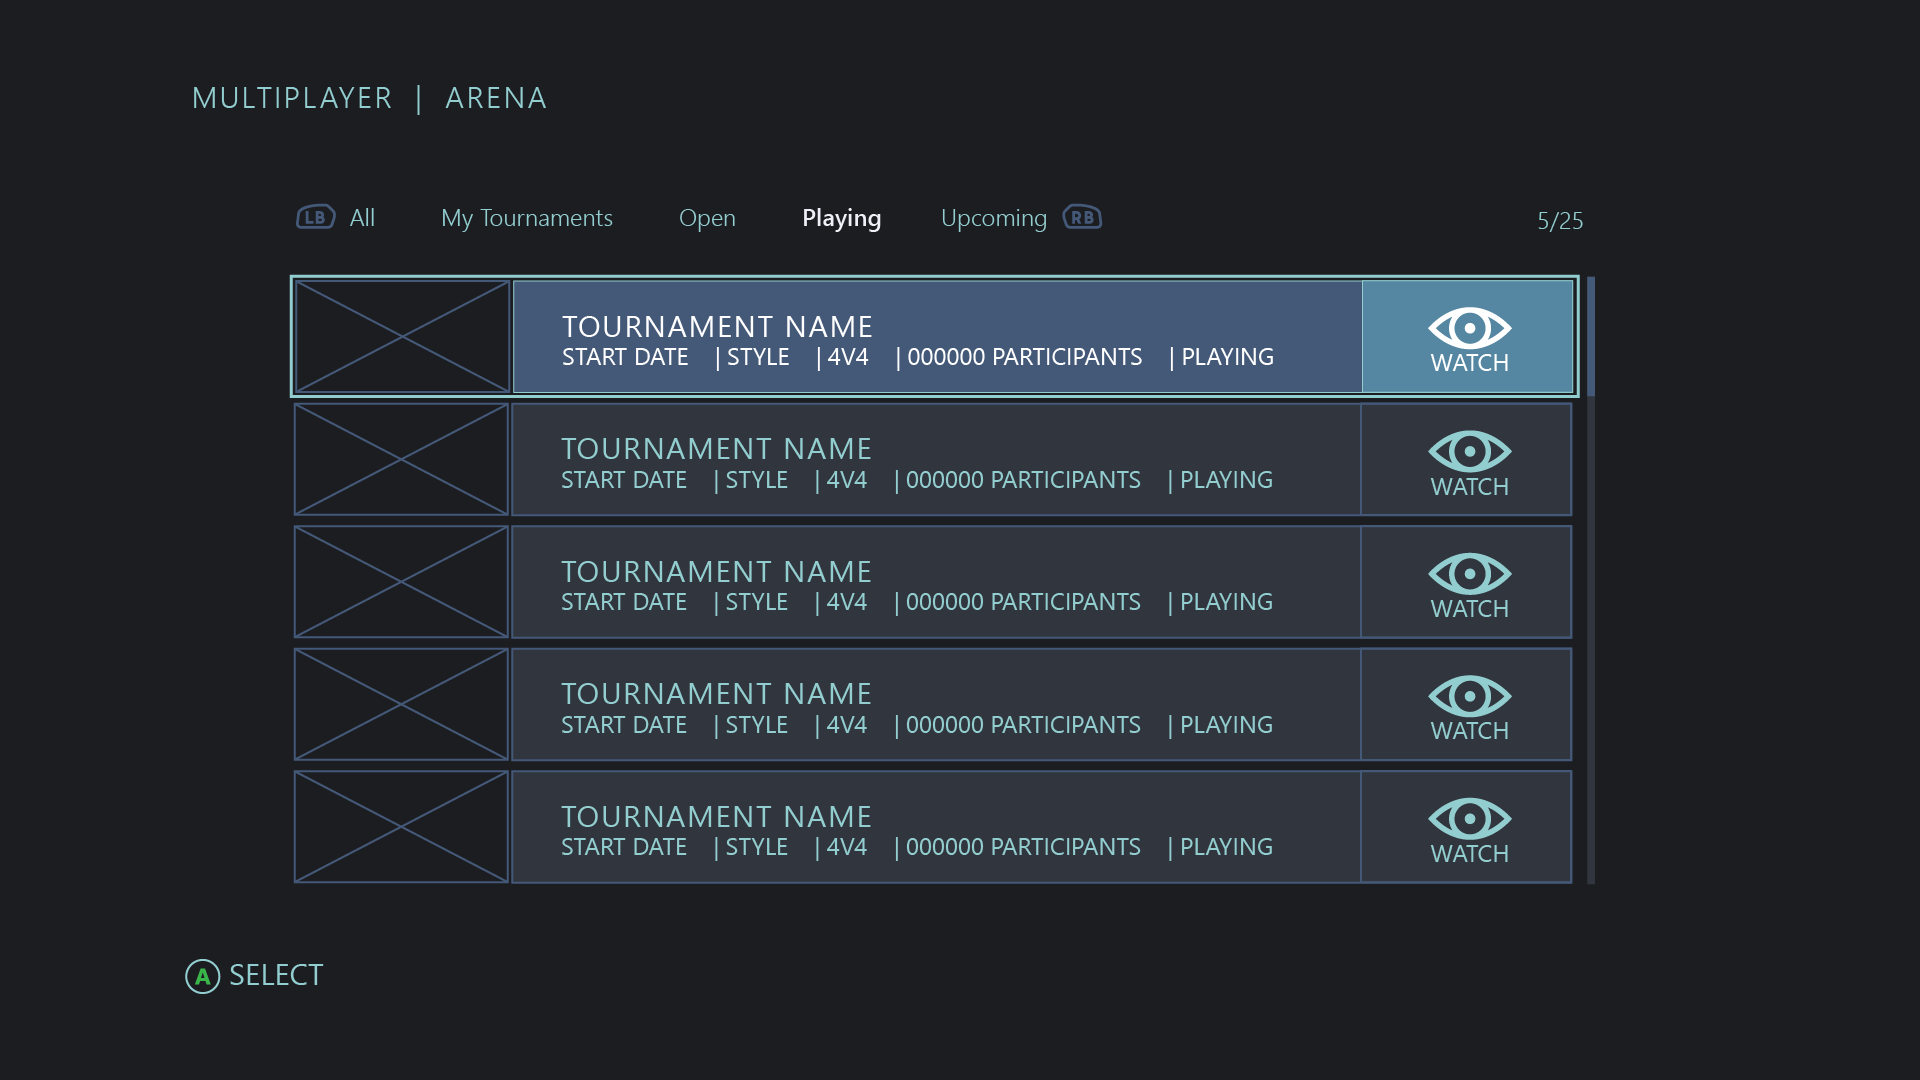 MULTIPLAYER | ARENA
LB All My Tournaments Open Playing Upcoming RB 5/25
TOURNAMENT NAME
START DATE | STYLE | 4V4 | 000000 PARTICIPANTS | PLAYING
WATCH
TOURNAMENT NAME
START DATE | STYLE | 4V4 | 000000 PARTICIPANTS | PLAYING
WATCH
TOURNAMENT NAME
START DATE | STYLE | 4V4 | 000000 PARTICIPANTS | PLAYING
WATCH
TOURNAMENT NAME
START DATE | STYLE | 4V4 | 000000 PARTICIPANTS | PLAYING
WATCH
TOURNAMENT NAME
START DATE | STYLE | 4V4 | 000000 PARTICIPANTS | PLAYING
WATCH
A SELECT